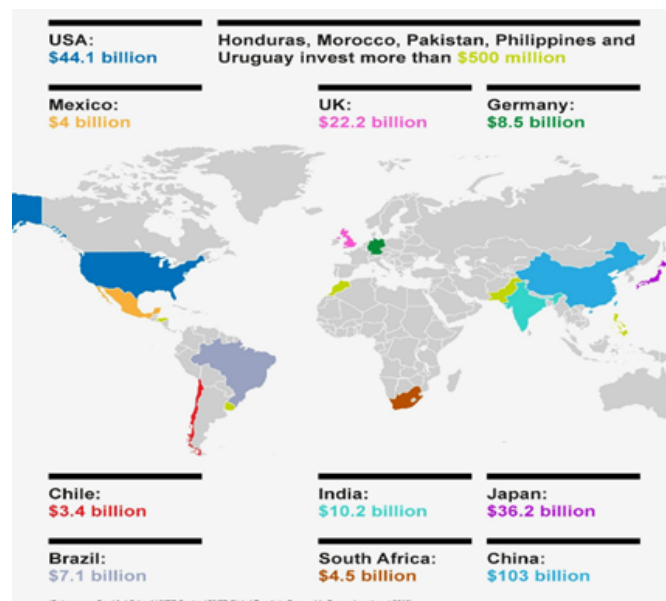 USA:
$44.1 billion
Honduras, Morocco, Pakistan, Philippines and
Uruguay invest more than $500 million
Mexico:
$4 billion
UK:
$22.2 billion
Germany:
$8.5 billion
Chile:
$3.4 billion
India:
$10.2 billion
Japan:
$36.2 billion
Brazil:
$7.1 billion
South Africa:
$4.5 billion
China:
$103 billion